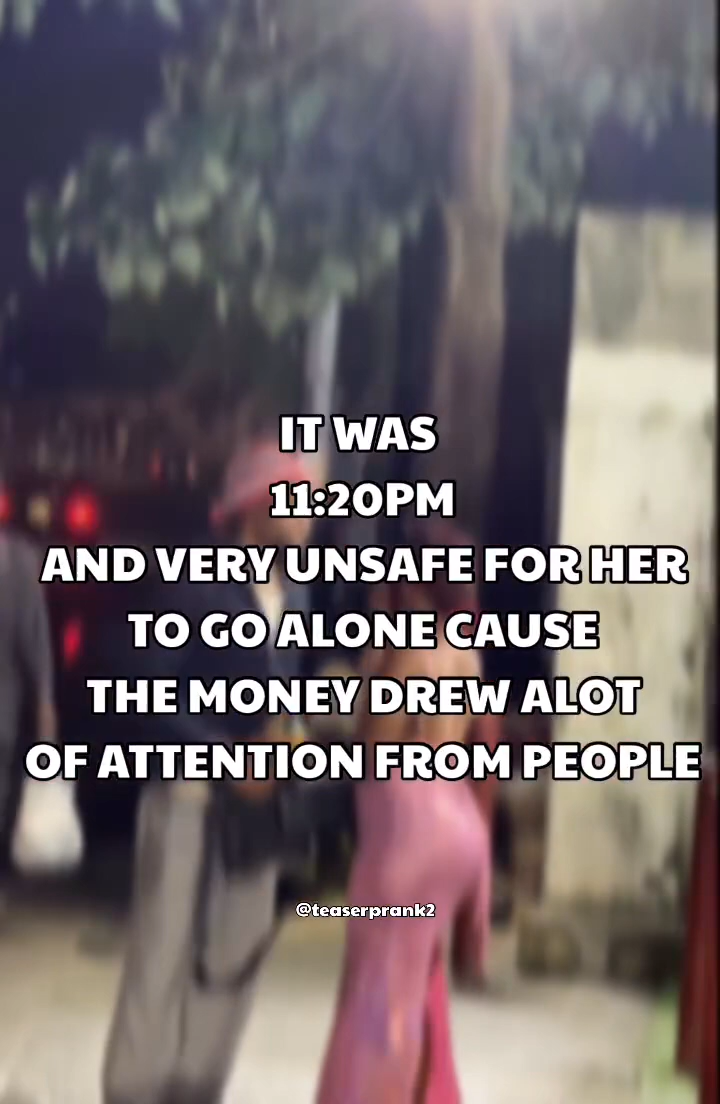 IT WAS
11:20PM
AND VERY UNSAFE FOR HER
TO GO ALONE CAUSE
THE MONEY DREW ALOT
OF ATTENTION FROM PEOPLE
@teaserprank2